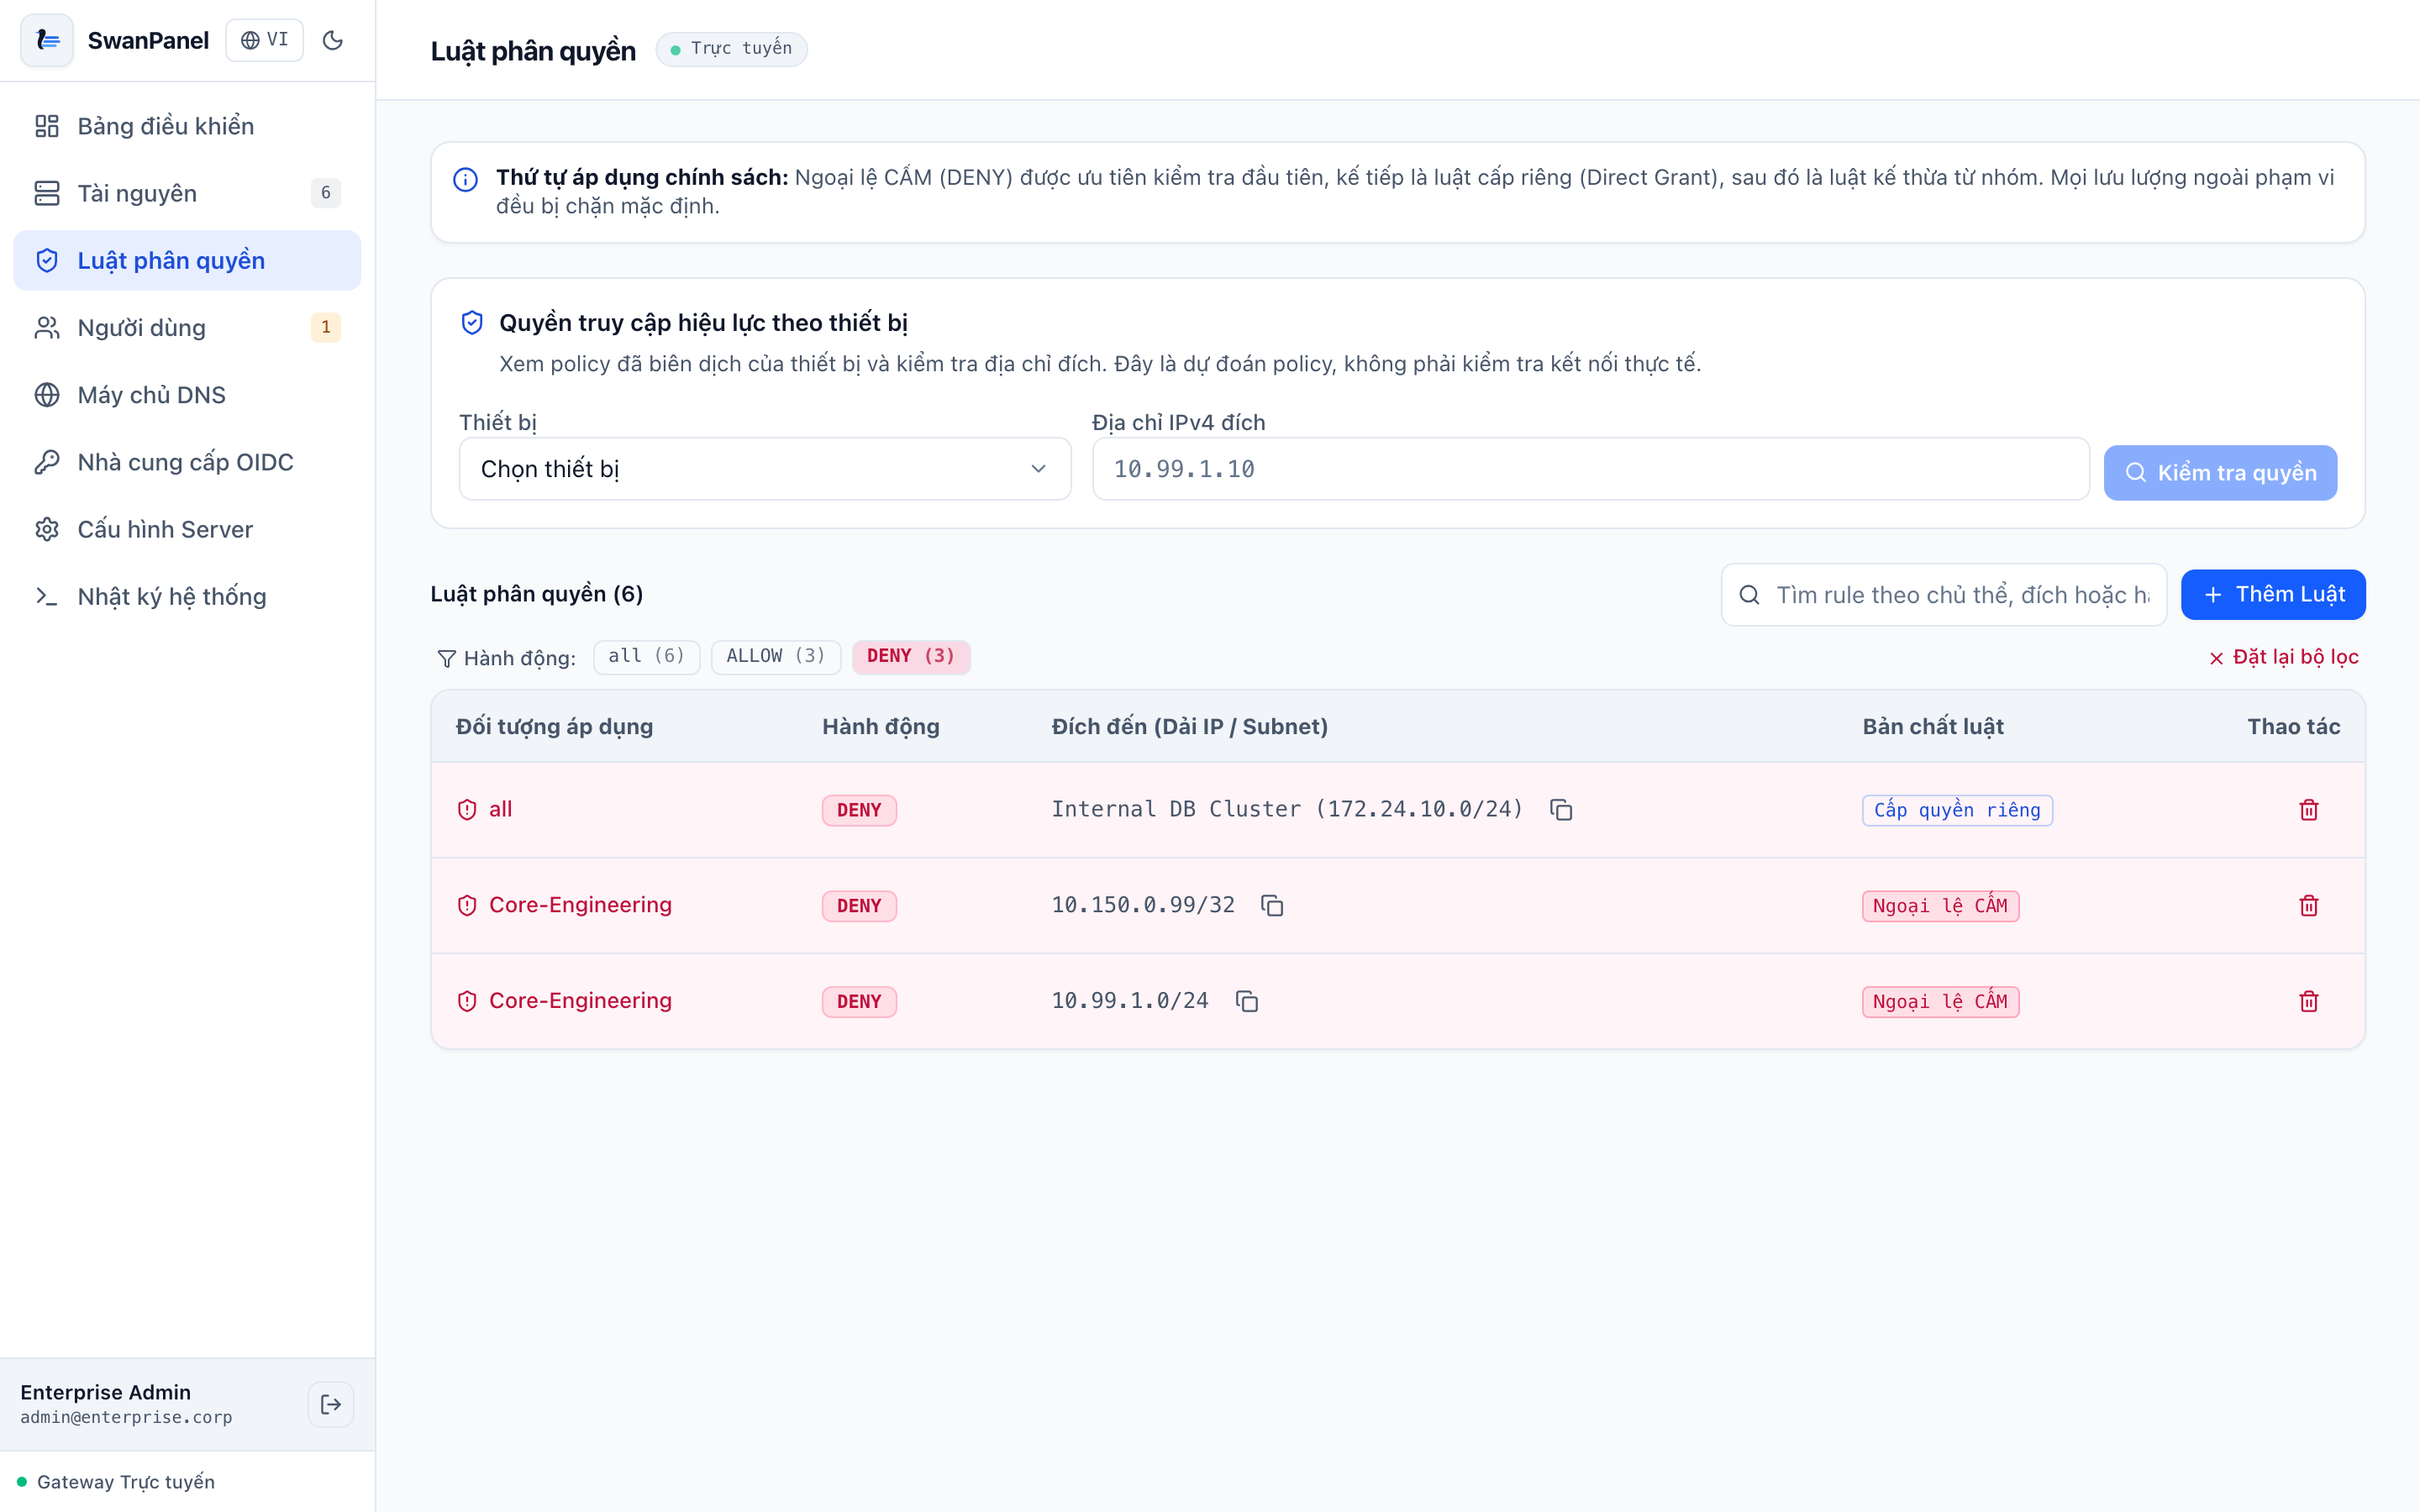 SwanPanel
VI
Bảng điều khiển
Tài nguyên
6
Luật phân quyền
Người dùng
1
Máy chủ DNS
Nhà cung cấp OIDC
Cấu hình Server
Nhật ký hệ thống
Enterprise Admin
admin@enterprise.corp
Gateway Trực tuyến
Luật phân quyền
Trực tuyến
Thứ tự áp dụng chính sách: Ngoại lệ CẤM (DENY) được ưu tiên kiểm tra đầu tiên, kế tiếp là luật cấp riêng (Direct Grant), sau đó là luật kế thừa từ nhóm. Mọi lưu lượng ngoài phạm vi
đều bị chặn mặc định.
Quyền truy cập hiệu lực theo thiết bị
Xem policy đã biên dịch của thiết bị và kiểm tra địa chỉ đích. Đây là dự đoán policy, không phải kiểm tra kết nối thực tế.
Thiết bị
Chọn thiết bị
Địa chỉ IPv4 đích
10.99.1.10
Kiểm tra quyền
Luật phân quyền (6)
Tìm rule theo chủ thể, đích hoặc
Thêm Luật
Hành động:
all (6)
ALLOW (3)
DENY (3)
Đặt lại bộ lọc
Đối tượng áp dụng Hành động Đích đến (Dải IP / Subnet) Bản chất luật Thao tác
all DENY Internal DB Cluster (172.24.10.0/24) Cấp quyền riêng
Core-Engineering DENY 10.150.0.99/32 Ngoại lệ CẤM
Core-Engineering DENY 10.99.1.0/24 Ngoại lệ CẤM